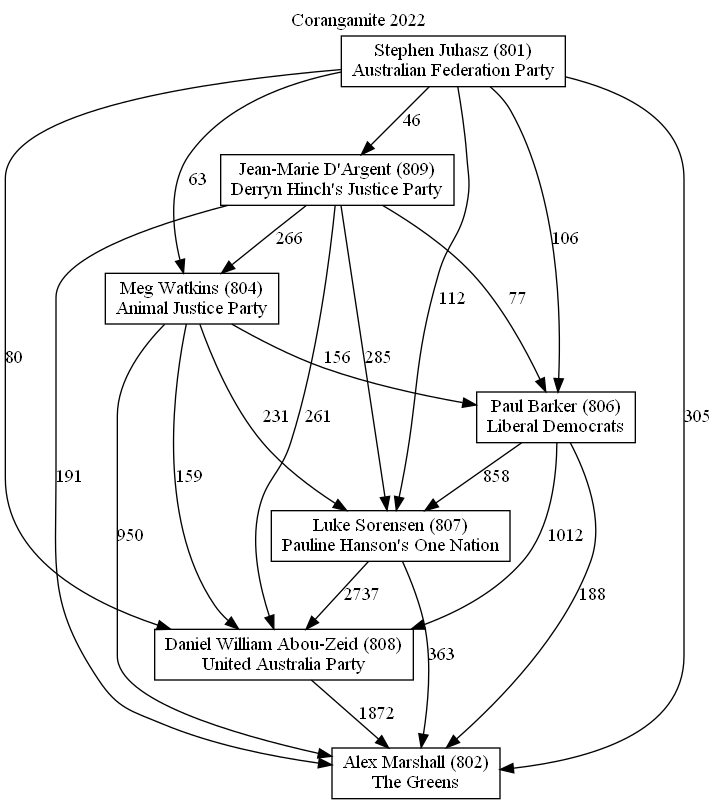 Corangamite 2022
Stephen Juhasz (801)
Australian Federation Party
46
Jean-Marie D'Argent (809)
Derryn Hinch's Justice Party
63
266
106
Meg Watkins (804)
Animal Justice Party
112
77
80
156
285
Paul Barker (806)
Liberal Democrats
231
261
305
191
159
858
Luke Sorensen (807)
Pauline Hanson's One Nation
950
1012
2737
188
Daniel William Abou-Zeid (808)
United Australia Party
363
1872
Alex Marshall (802)
The Greens